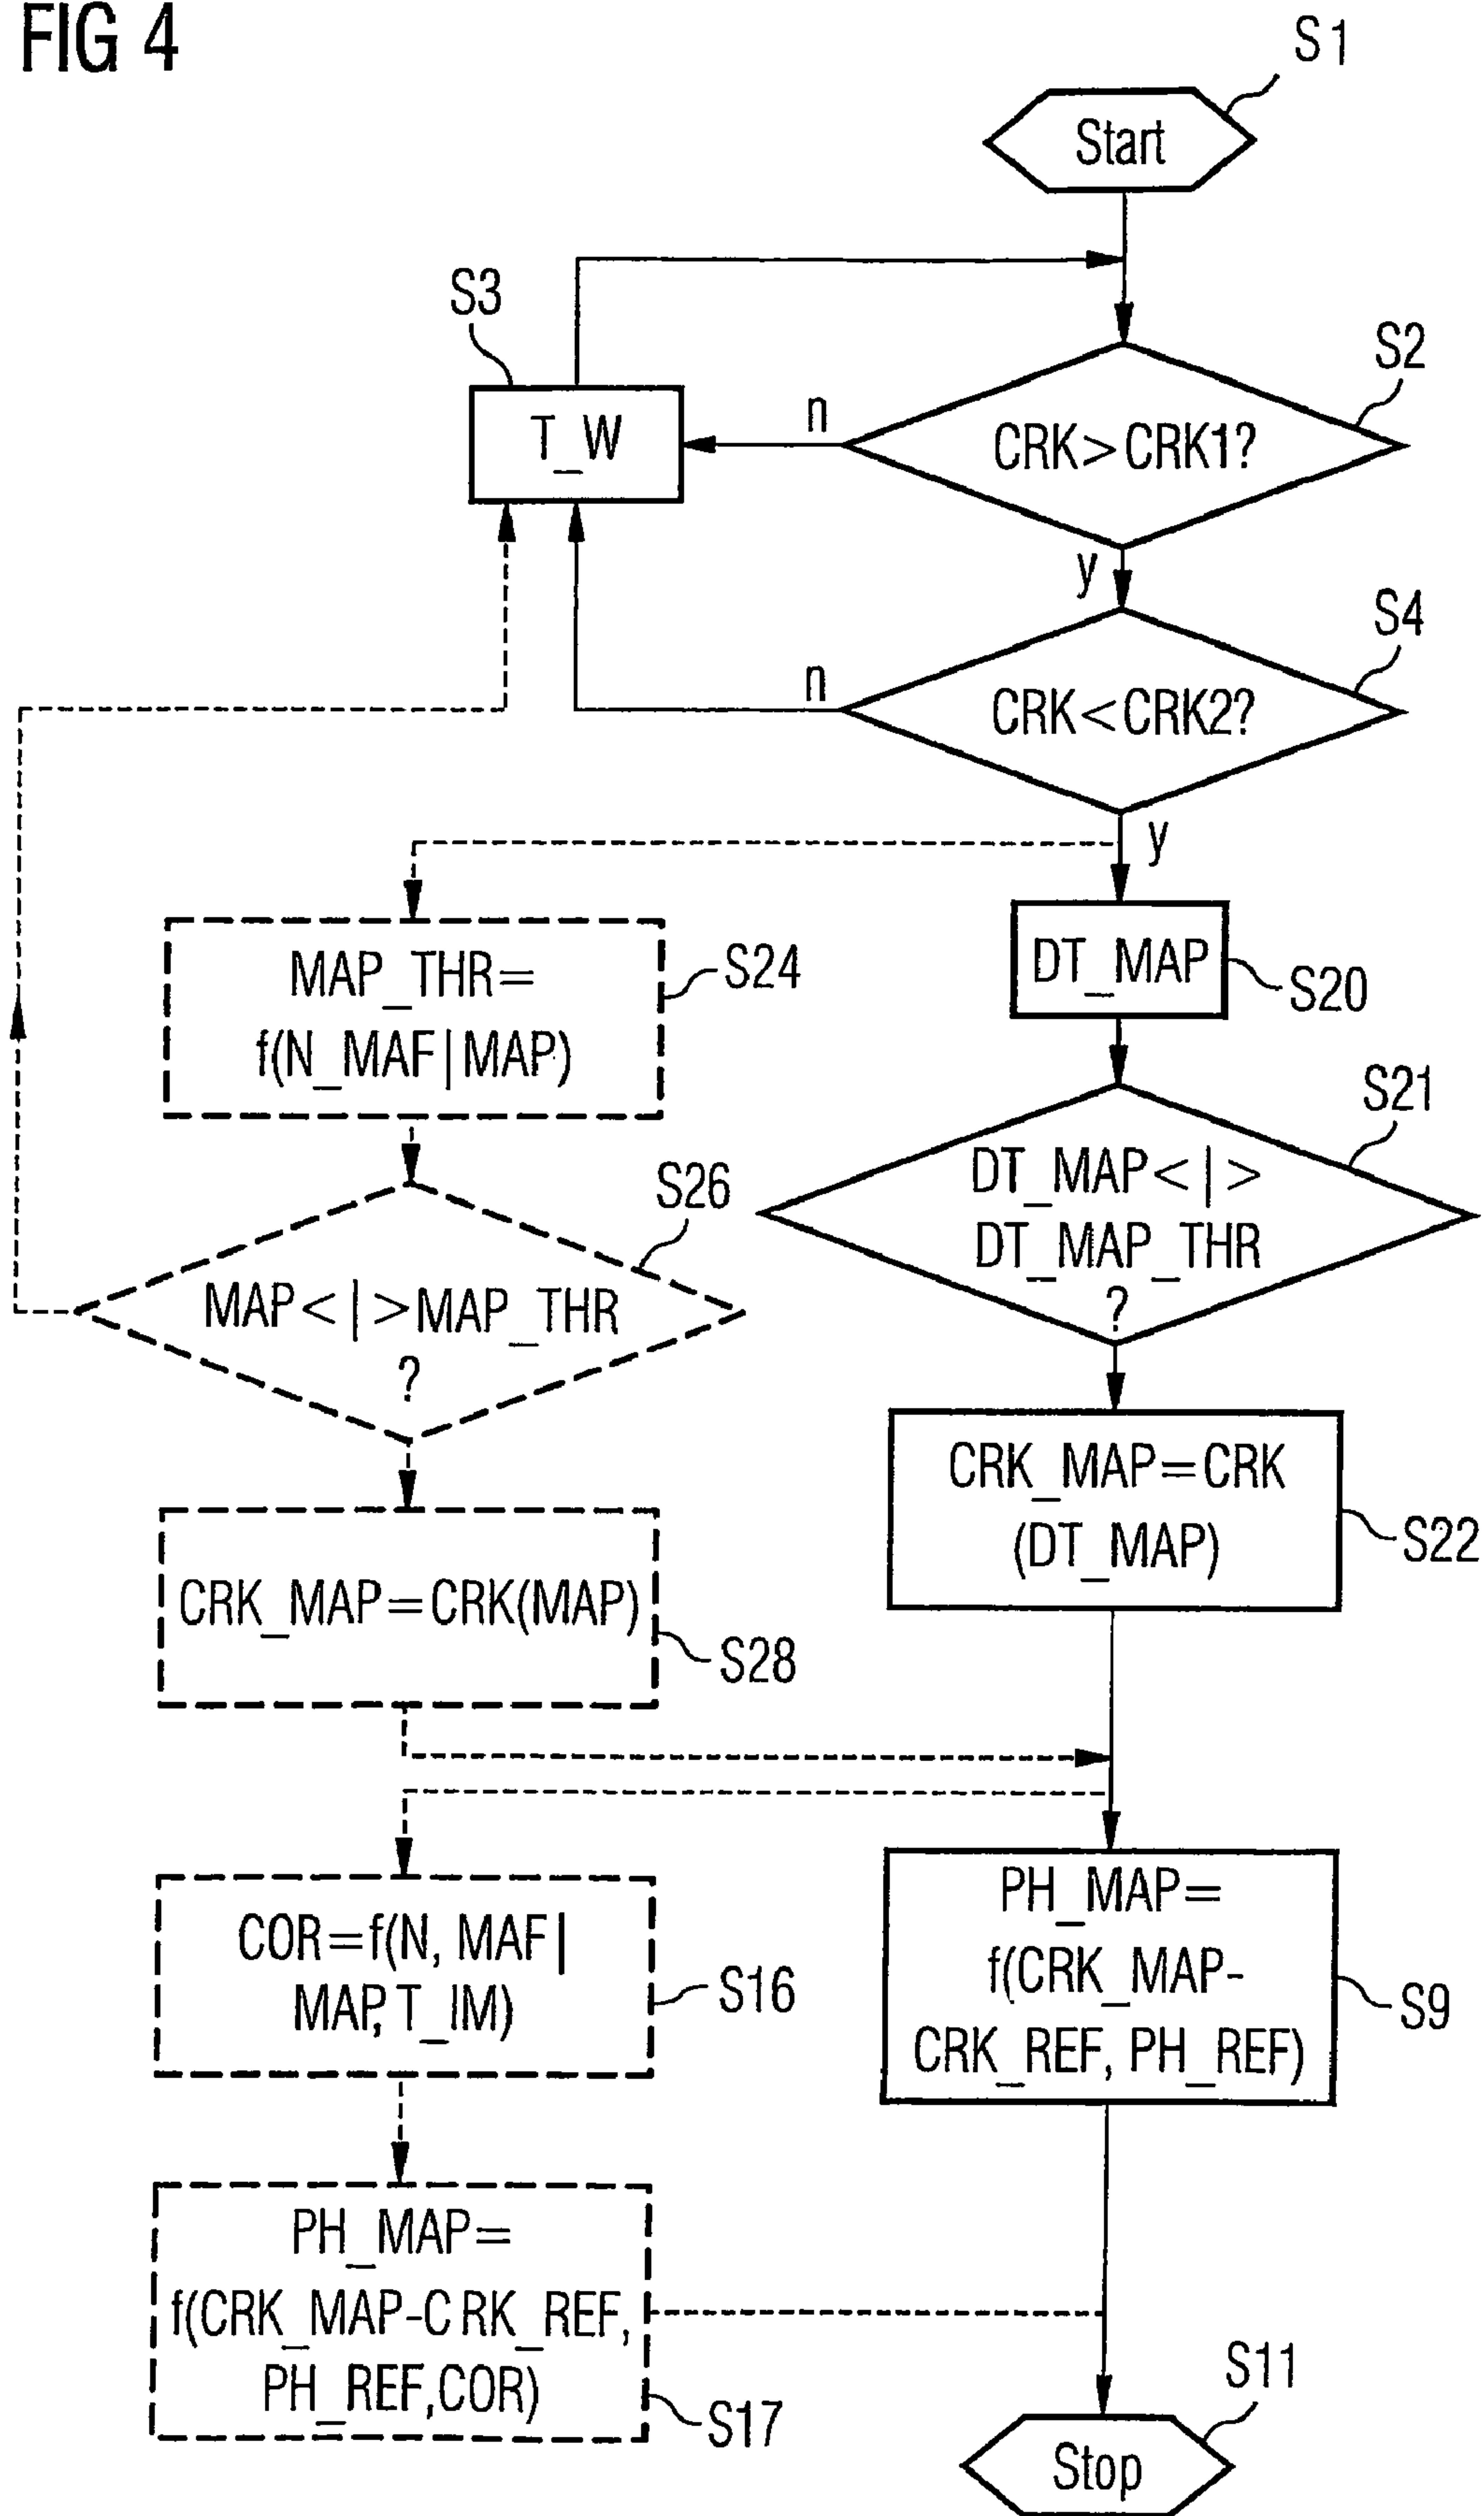 FIG 4
S1
Start
S3
S2
T_W
n
CRK>CRK1?
y
S4
n
CRK<CRK2?
y
MAP_THR=
f(N_MAF|MAP)
S24
DT_MAP
S20
S21
DT_MAP<|>
DT_MAP_THR
?
S26
MAP<|>MAP_THR
?
CRK_MAP=CRK
(DT_MAP)
S22
CRK_MAP=CRK(MAP)
S28
PH_MAP=
f(CRK_MAP-
CRK_REF, PH_REF)
S9
COR=f(N, MAF|
MAP,T_IM)
S16
PH_MAP=
f(CRK_MAP-CRK_REF,
PH_REF,COR)
S17
S11
Stop